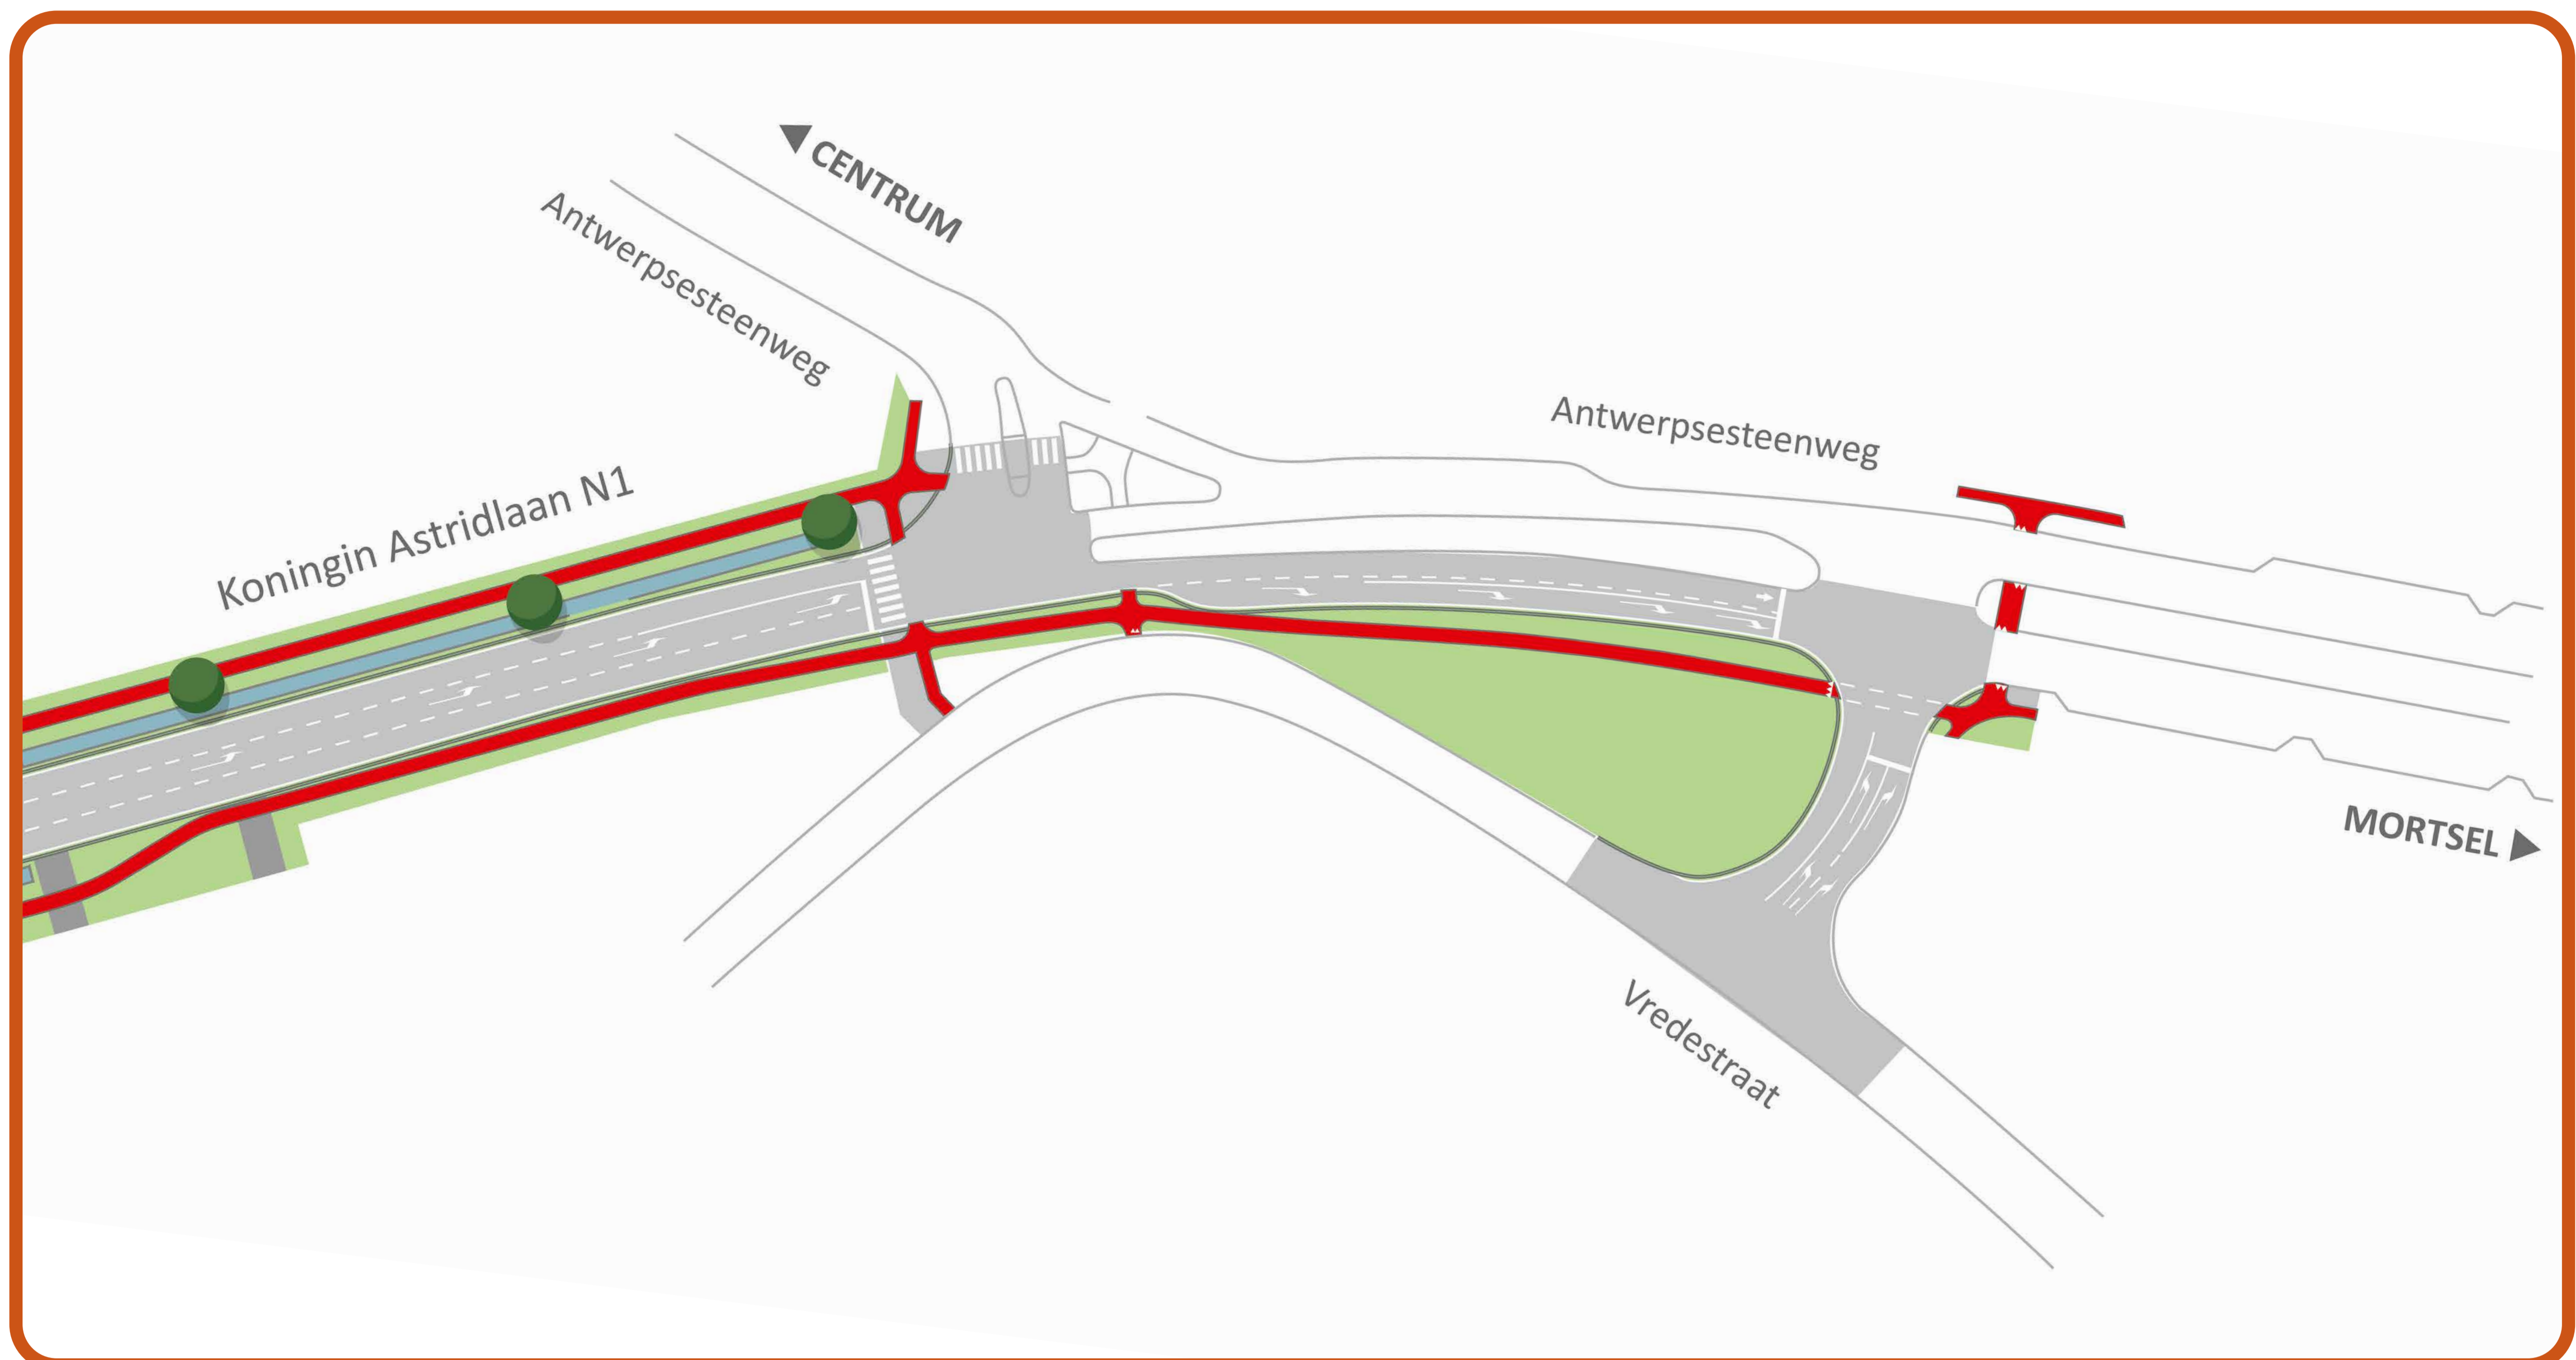 CENTRUM
Antwerpsesteenweg
Koningin Astridlaan N1
Antwerpsesteenweg
MORTSEL
Vredestraat